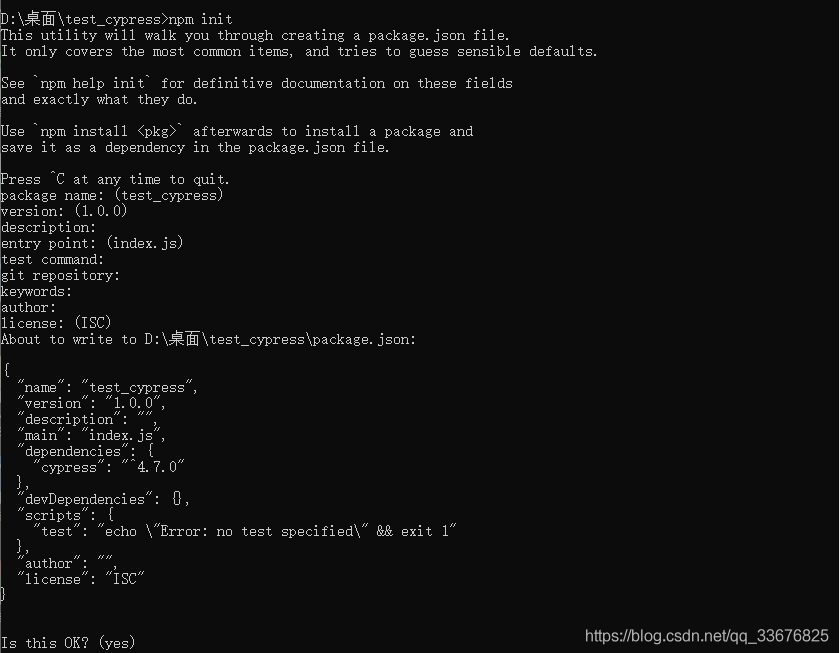 D:\桌面\test_cypress>npm init
This utility will walk you through creating a package.json file.
It only covers the most common items, and tries to guess sensible defaults.
See `npm help init` for definitive documentation on these fields
and exactly what they do.
Use `npm install <pkg>` afterwards to install a package and
save it as a dependency in the package.json file.
Press ^C at any time to quit.
package name: (test_cypress)
version: (1.0.0)
description:
entry point: (index.js)
test command:
git repository:
keywords:
author:
license: (ISC)
About to write to D:\桌面\test_cypress\package.json:
{
  "name": "test_cypress",
  "version": "1.0.0",
  "description": "",
  "main": "index.js",
  "dependencies": {
    "cypress": "^4.7.0"
  },
  "devDependencies": {},
  "scripts": {
    "test": "echo \"Error: no test specified\" && exit 1"
  },
  "author": "",
  "license": "ISC"
}
Is this OK? (yes)
https://blog.csdn.net/qq_33676825